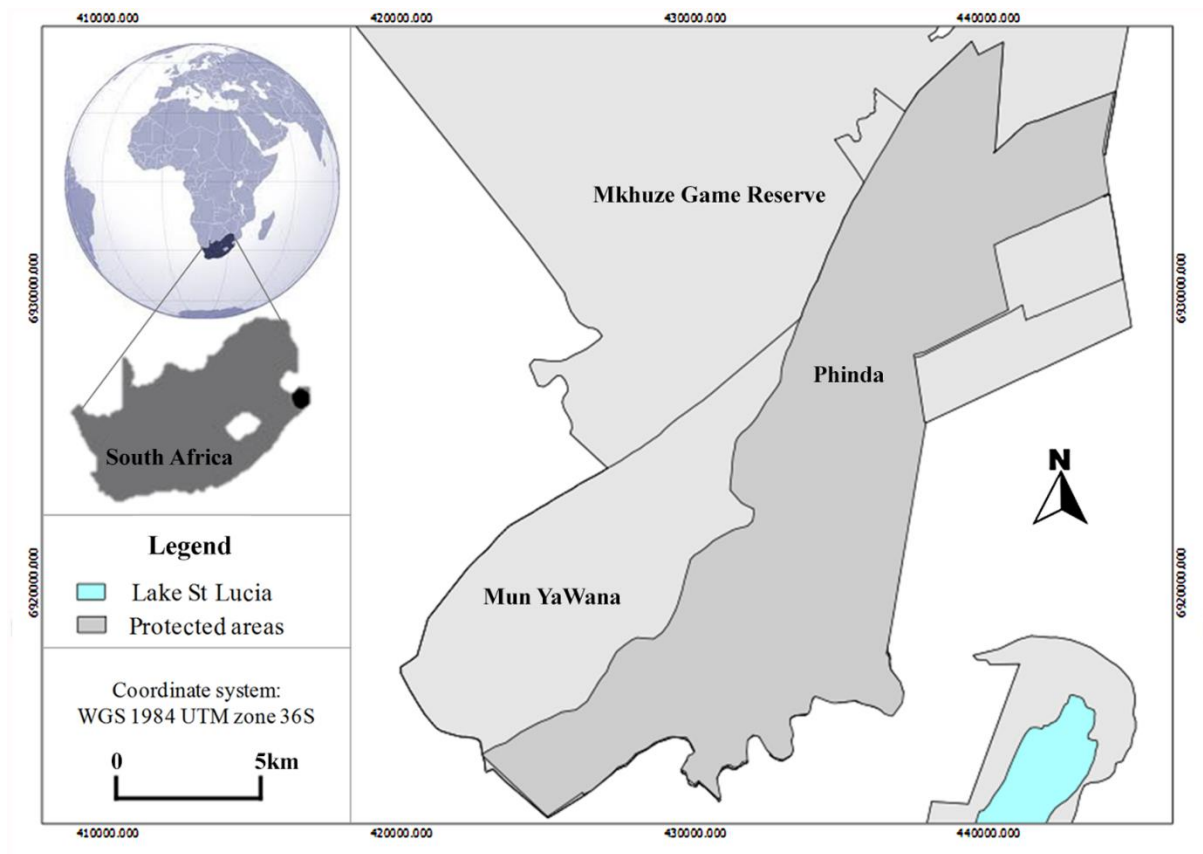 410000.000
420000.000
430000.000
440000.000
Mkhuze Game Reserve
6930000.000
6930000.000
Phinda
South Africa
N
Legend
Lake St Lucia
Protected areas
Mun YaWana
6920000.000
6920000.000
Coordinate system:
WGS 1984 UTM zone 36S
0 5km
410000.000
420000.000
430000.000
440000.000